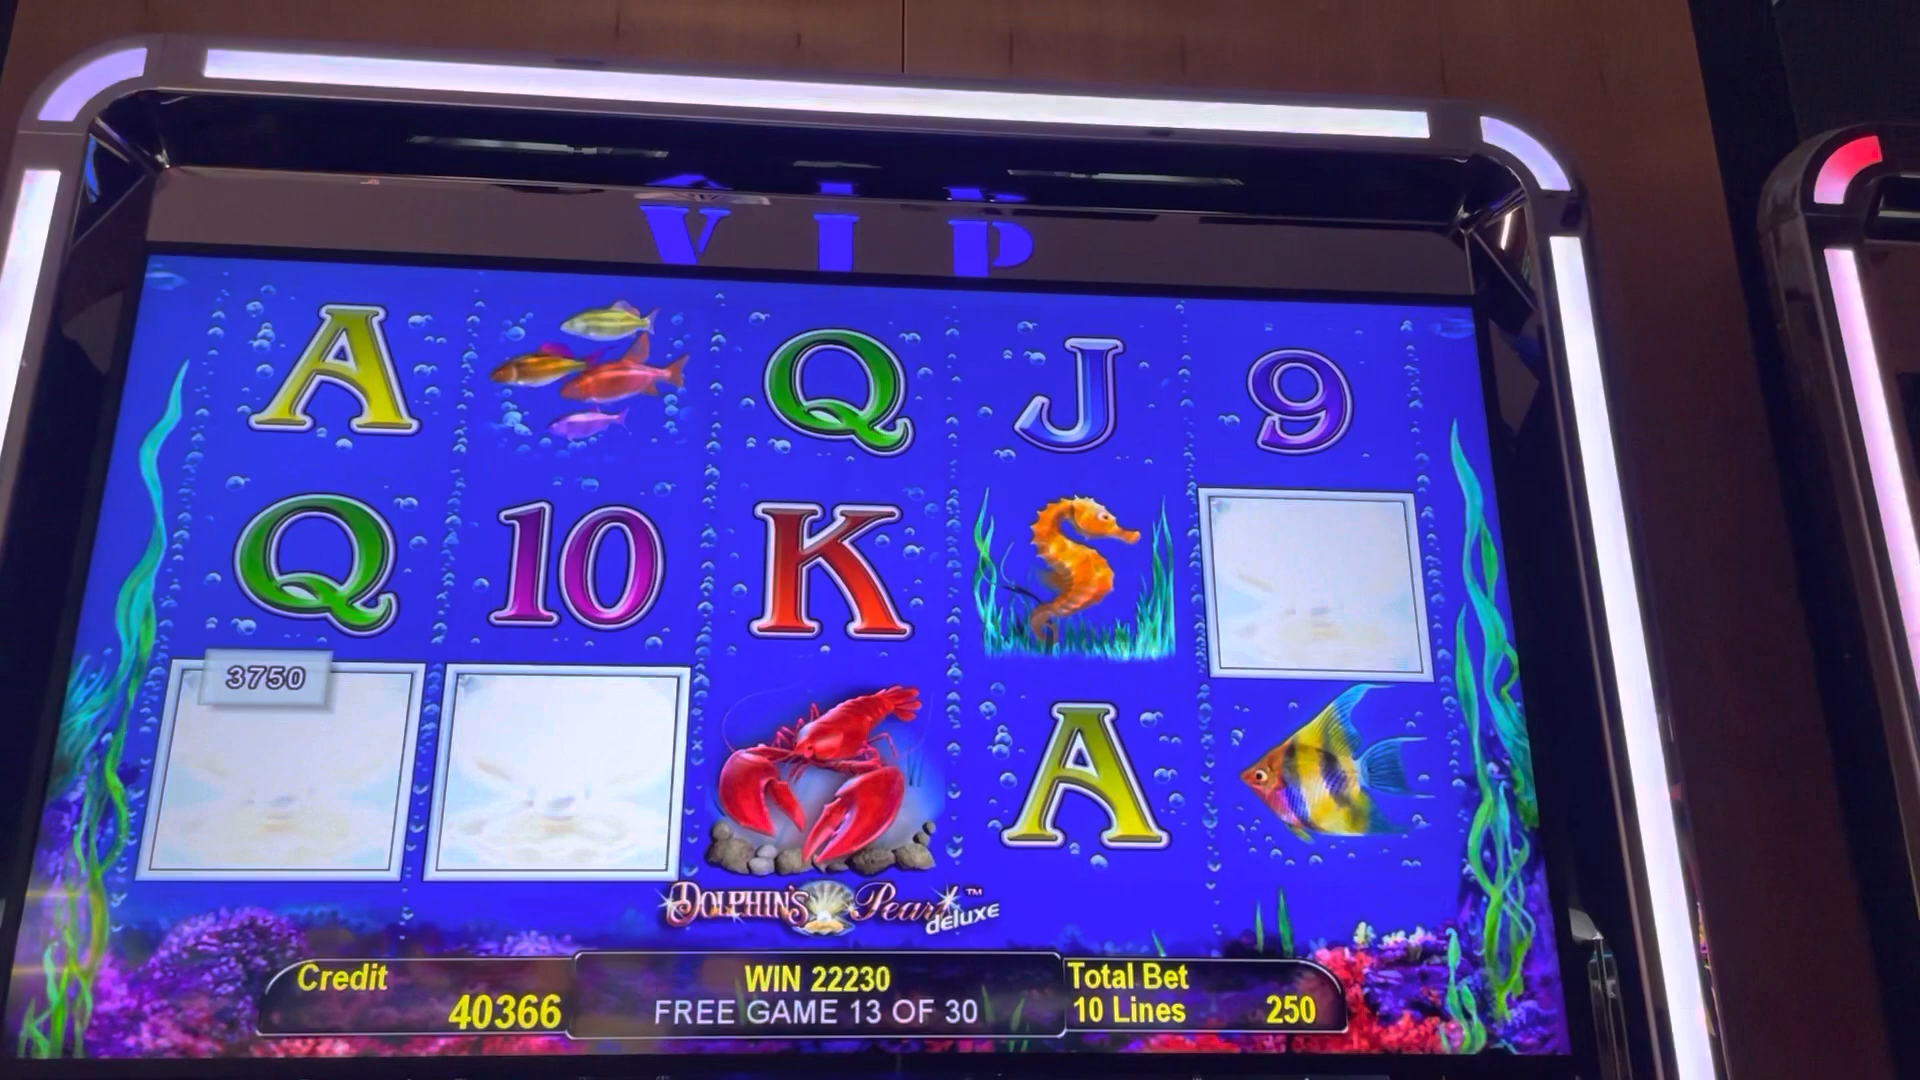 VIP
A Q J 9
Q 10 K
3750
A
DOLPHIN'S Pearl™
deluxe
Credit
40366
WIN 22230
FREE GAME 13 OF 30
Total Bet
10 Lines 250